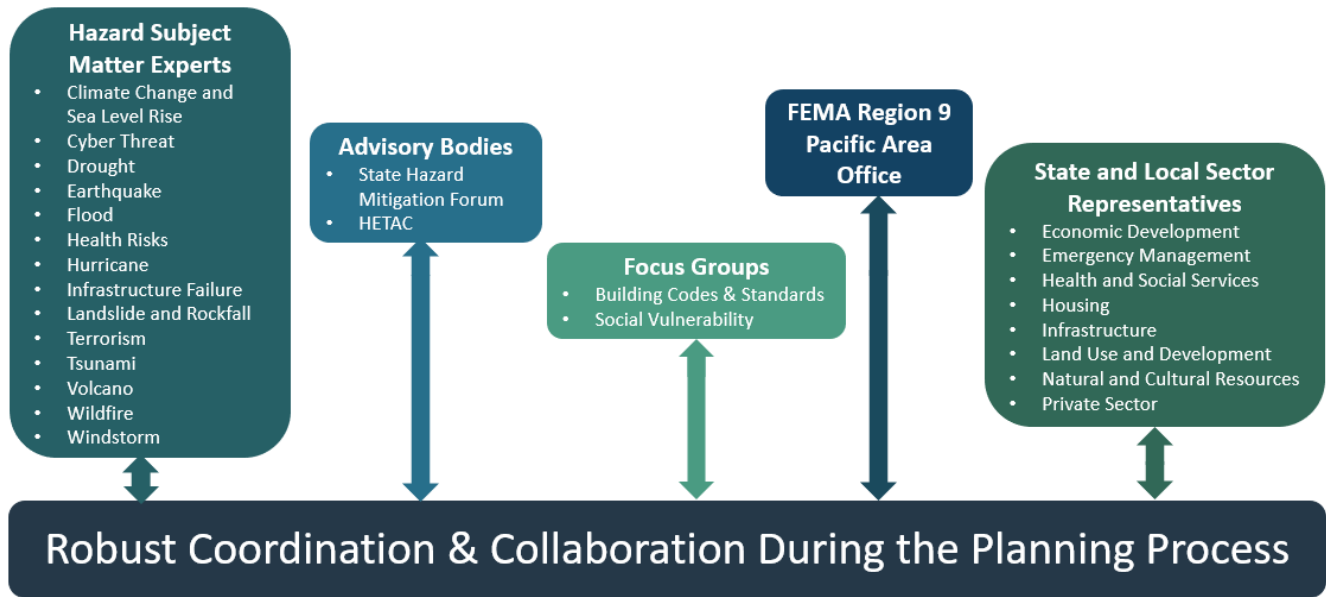 Hazard Subject
Matter Experts
• Climate Change and
Sea Level Rise
• Cyber Threat
• Drought
• Earthquake
• Flood
• Health Risks
• Hurricane
• Infrastructure Failure
• Landslide and Rockfall
• Terrorism
• Tsunami
• Volcano
• Wildfire
• Windstorm
Advisory Bodies
• State Hazard
Mitigation Forum
• HETAC
Focus Groups
• Building Codes & Standards
• Social Vulnerability
FEMA Region 9
Pacific Area
Office
State and Local Sector
Representatives
• Economic Development
• Emergency Management
• Health and Social Services
• Housing
• Infrastructure
• Land Use and Development
• Natural and Cultural Resources
• Private Sector
Robust Coordination & Collaboration During the Planning Process